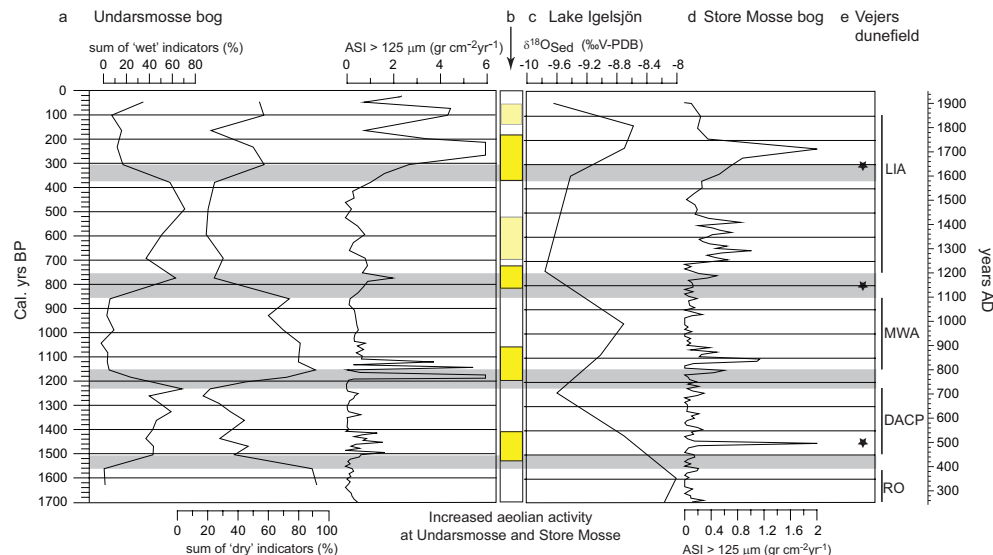 a Undarsmosse bog b c Lake Igelsjön d Store Mosse bog e Vejers dunefield
sum of 'wet' indicators (%) ASI > 125 µm (gr cm⁻²yr⁻¹) δ¹⁸O_Sed (‰V-PDB)
0 20 40 60 80 0 2 4 6 -10 -9.6 -9.2 -8.8 -8.4 -8
0
100
200
300
400
500
600
700
800
900
1000
1100
1200
1300
1400
1500
1600
1700
Cal. yrs BP
LIA
MWA
DACP
RO
1900
1800
1700
1600
1500
1400
1300
1200
1100
1000
900
800
700
600
500
400
300
years AD
0 20 40 60 80 100
sum of 'dry' indicators (%)
Increased aeolian activity
at Undarsmosse and Store Mosse
0 0.4 0.8 1.2 1.6 2
ASI > 125 µm (gr cm⁻²yr⁻¹)